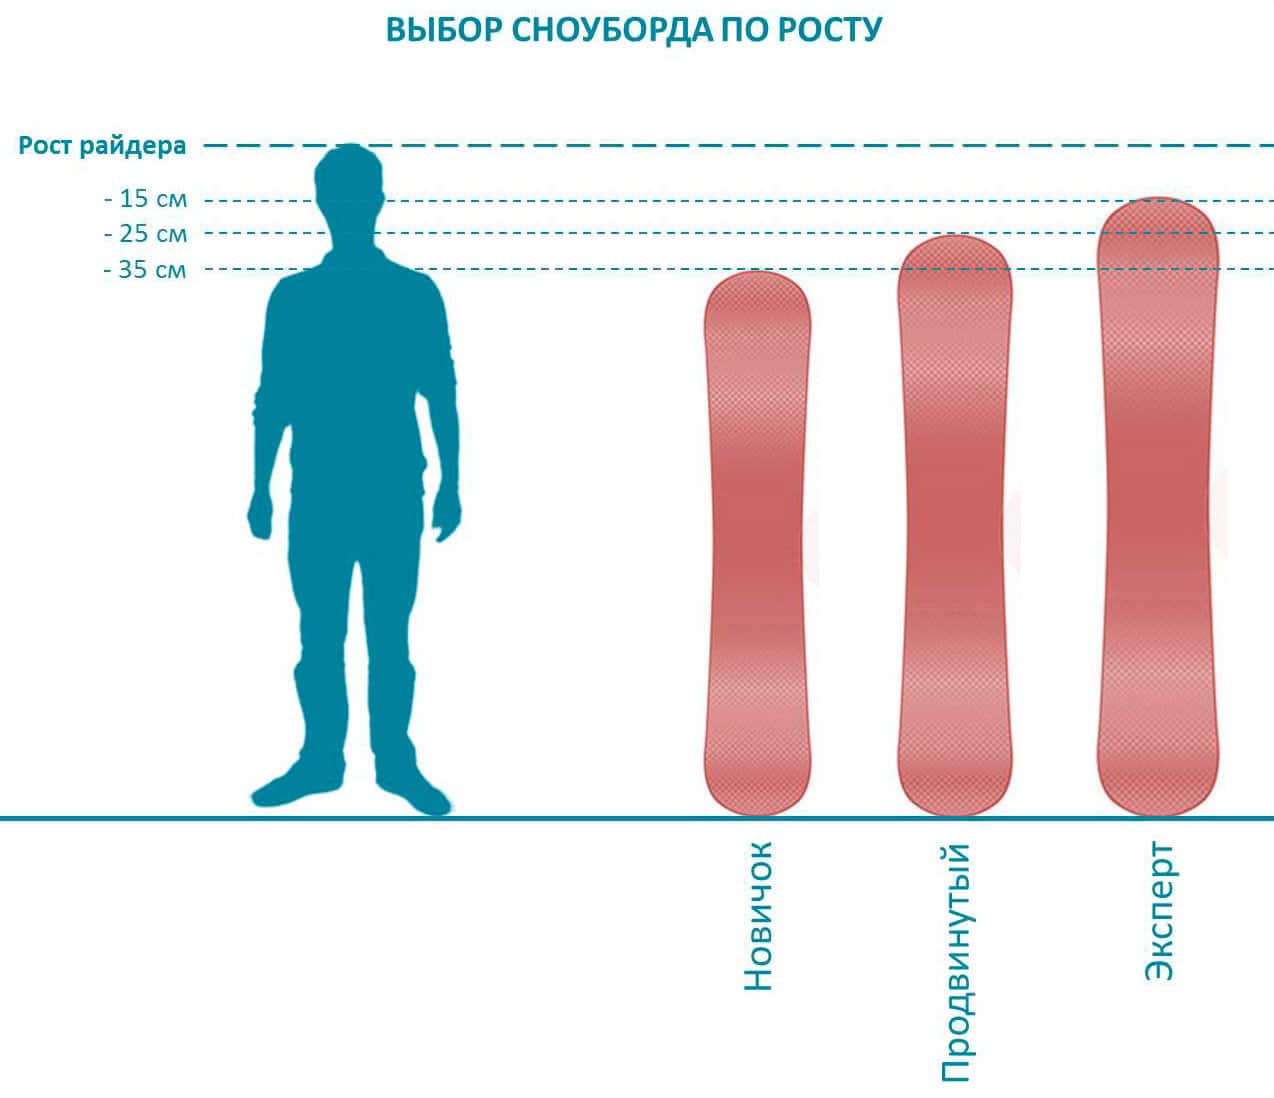 ВЫБОР СНОУБОРДА ПО РОСТУ
Рост райдера
- 15 см
- 25 см
- 35 см
Новичок
Продвинутый
Эксперт